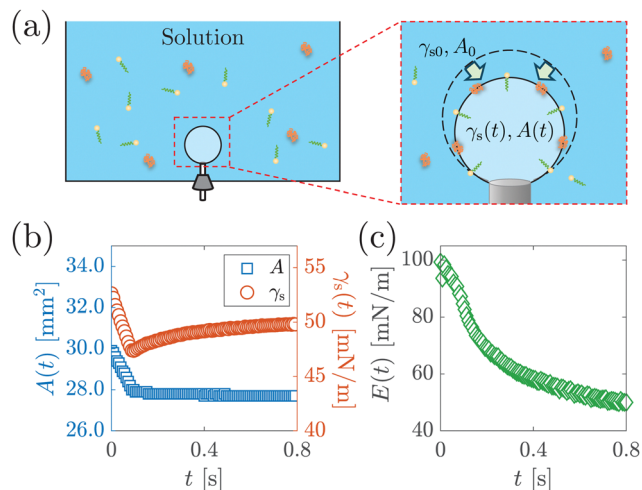 (a)
Solution
γs0, A0
γs(t), A(t)
(b)
A(t) [mm²]
34.0
32.0
30.0
28.0
26.0
A
γs
55
50
45
40
γs(t) [mN/m]
0
0.4
0.8
t [s]
(c)
E(t) [mN/m]
100
80
60
40
0
0.4
0.8
t [s]